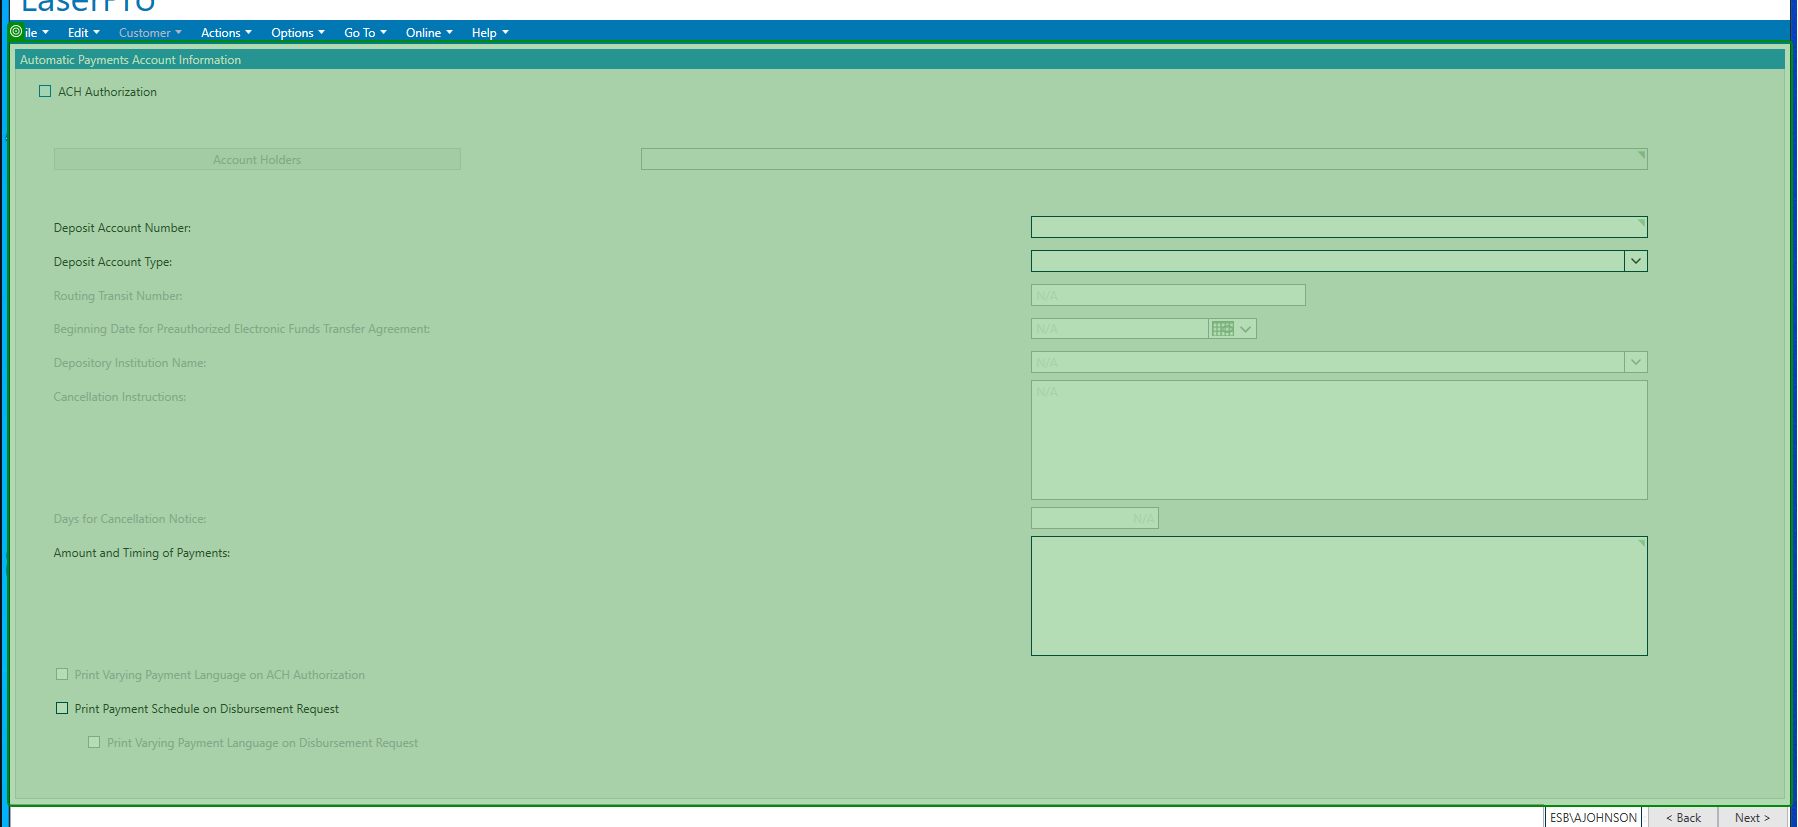 LaserPro
ile Edit Customer Actions Options Go To Online Help
Automatic Payments Account Information
ACH Authorization
Account Holders
Deposit Account Number:
Deposit Account Type:
Routing Transit Number: N/A
Beginning Date for Preauthorized Electronic Funds Transfer Agreement: N/A
Depository Institution Name: N/A
Cancellation Instructions: N/A
Days for Cancellation Notice: N/A
Amount and Timing of Payments:
Print Varying Payment Language on ACH Authorization
Print Payment Schedule on Disbursement Request
Print Varying Payment Language on Disbursement Request
ESB\AJOHNSON < Back Next >